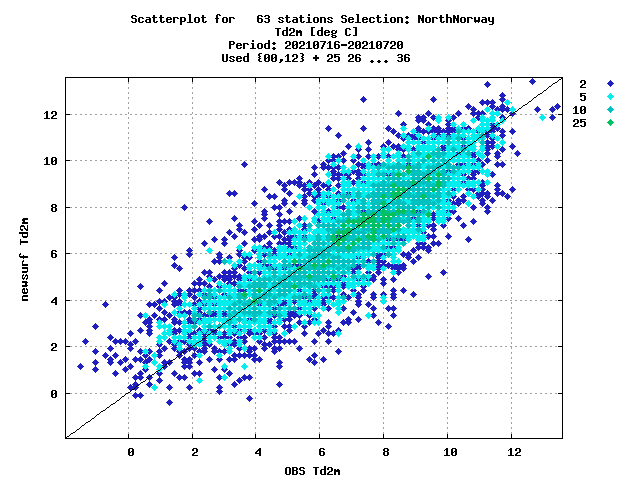 Scatterplot for 63 stations Selection: NorthNorway
Td2m [deg C]
Period: 20210716-20210720
Used {00,12} + 25 26 ... 36
2
5
10
25
12
10
8
6
4
2
0
newsurf Td2m
0 2 4 6 8 10 12
OBS Td2m